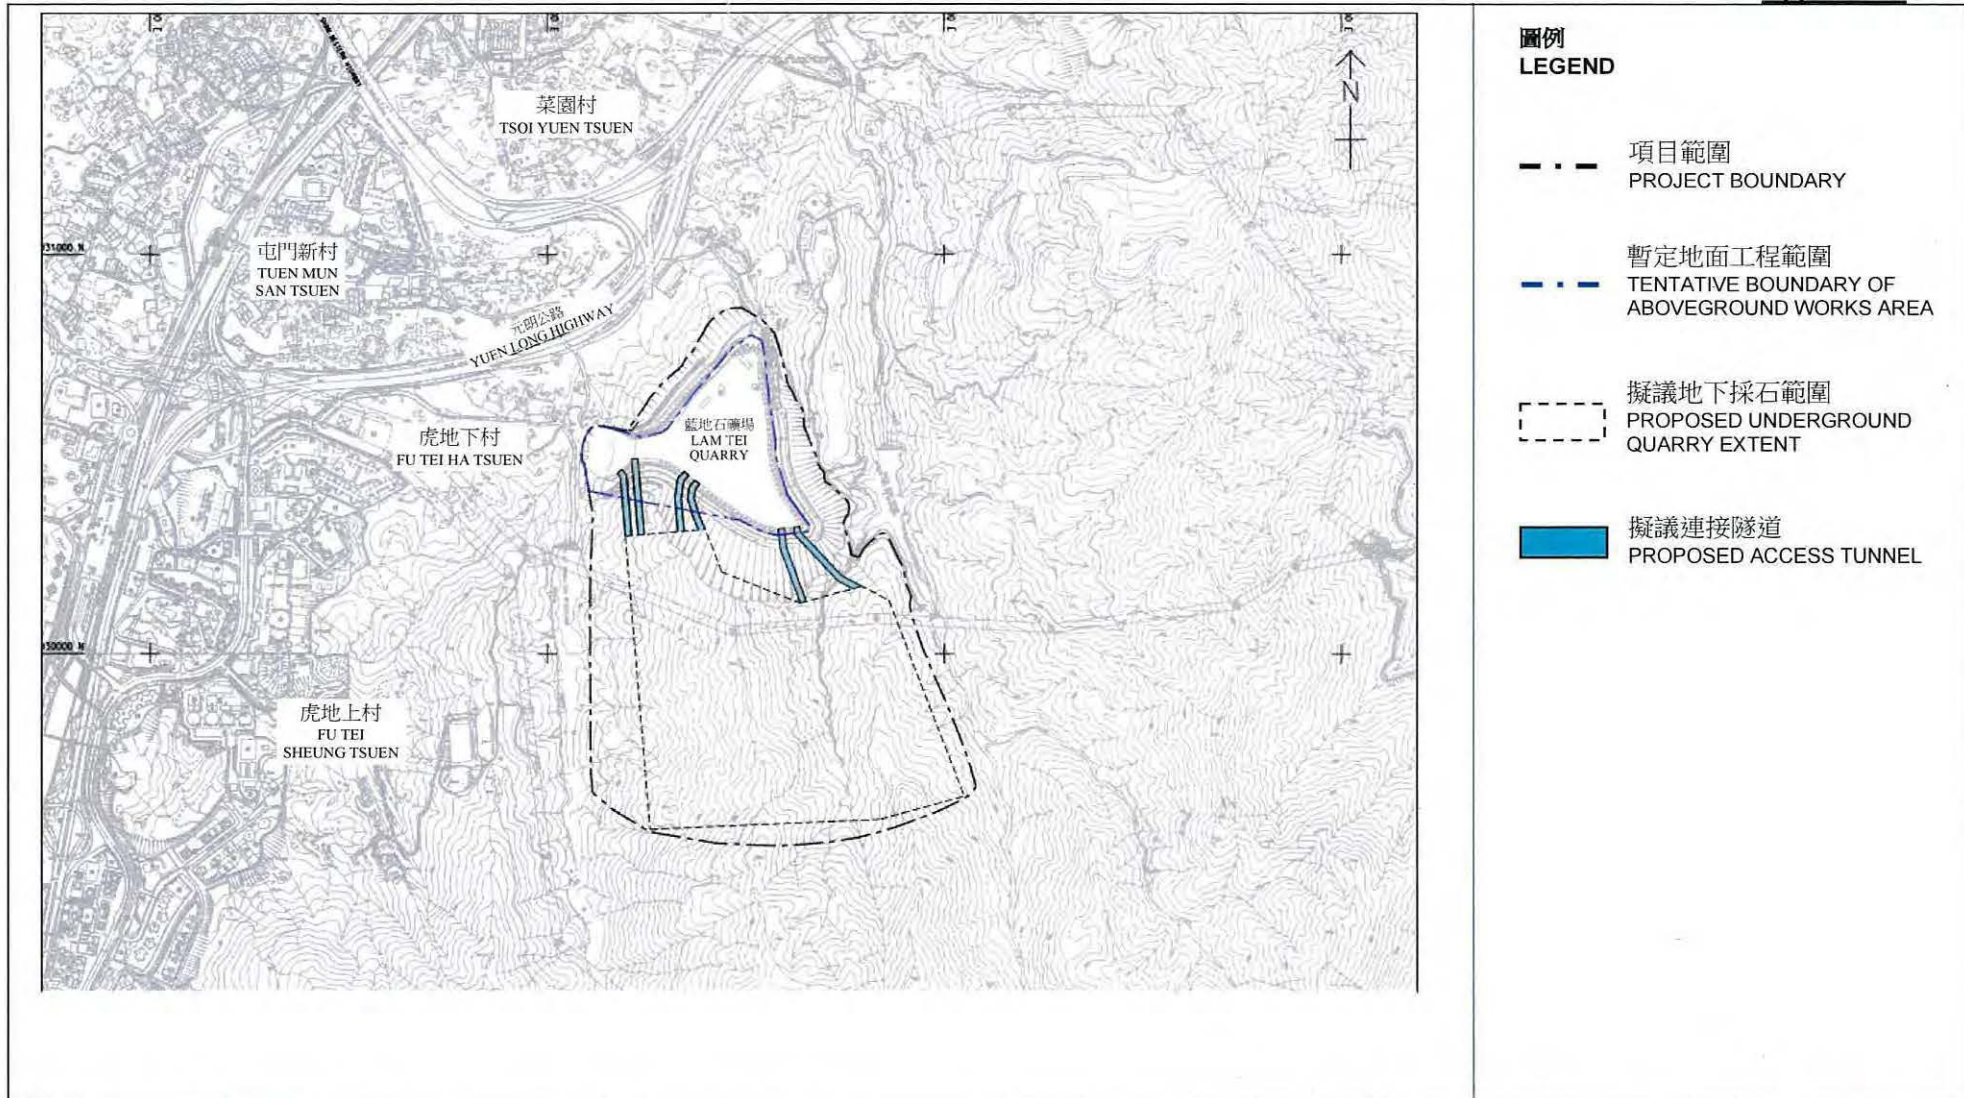 菜園村
TSOI YUEN TSUEN
N
31000 N
屯門新村
TUEN MUN
SAN TSUEN
元朗公路
YUEN LONG HIGHWAY
藍地石礦場
LAM TEI
QUARRY
虎地下村
FU TEI HA TSUEN
虎地上村
FU TEI
SHEUNG TSUEN
圖例
LEGEND
項目範圍
PROJECT BOUNDARY
暫定地面工程範圍
TENTATIVE BOUNDARY OF
ABOVEGROUND WORKS AREA
擬議地下採石範圍
PROPOSED UNDERGROUND
QUARRY EXTENT
擬議連接隧道
PROPOSED ACCESS TUNNEL